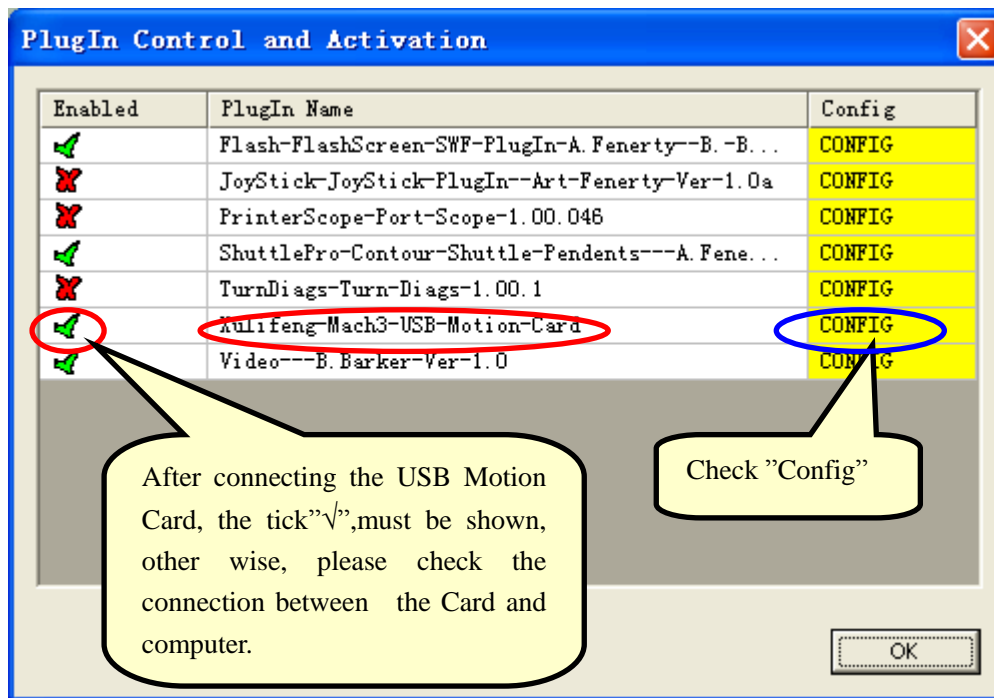 PlugIn Control and Activation
Enabled PlugIn Name Config
Flash-FlashScreen-SWF-PlugIn-A.Fenerty--B.-B... CONFIG
JoyStick-JoyStick-PlugIn--Art-Fenerty-Ver-1.0a CONFIG
PrinterScope-Port-Scope-1.00.046 CONFIG
ShuttlePro-Contour-Shuttle-Pendents---A.Fene... CONFIG
TurnDiags-Turn-Diags-1.00.1 CONFIG
Xulifeng-Mach3-USB-Motion-Card CONFIG
Video---B.Barker-Ver-1.0 CONFIG
After connecting the USB Motion
Card, the tick”√”,must be shown,
other wise, please check the
connection between the Card and
computer.
Check ”Config”
OK